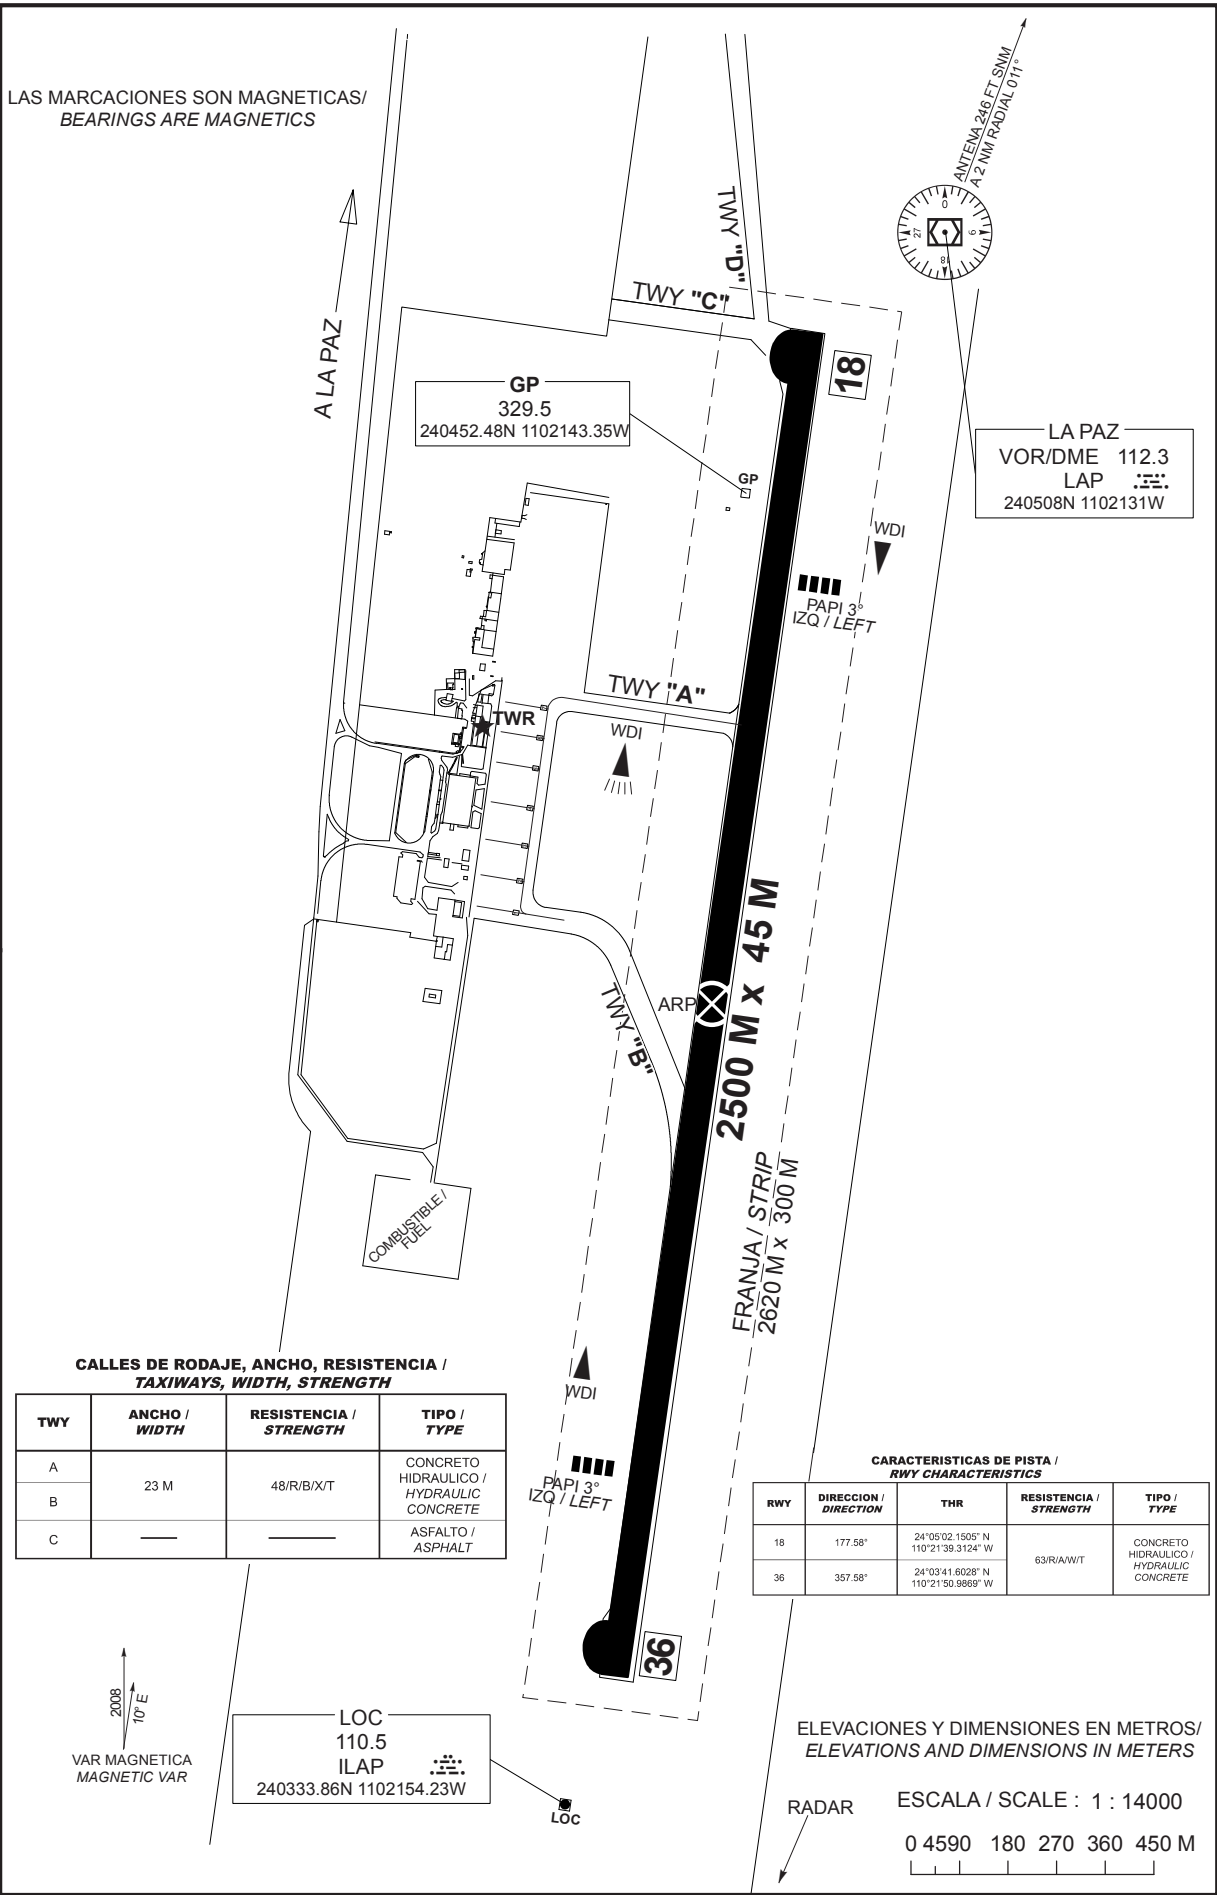 LAS MARCACIONES SON MAGNETICAS/
BEARINGS ARE MAGNETICS
ANTENA 246 FT SNM
A 2 NM RADIAL 011°
0
9
18
27
A LA PAZ
TWY "D"
TWY "C"
18
GP
329.5
240452.48N 1102143.35W
GP
LA PAZ
VOR/DME 112.3
LAP
240508N 1102131W
WDI
PAPI 3°
IZQ / LEFT
TWY "A"
TWR
WDI
2500 M x 45 M
ARP
TWY "B"
FRANJA / STRIP
2620 M x 300 M
COMBUSTIBLE /
FUEL
WDI
PAPI 3°
IZQ / LEFT
36
CALLES DE RODAJE, ANCHO, RESISTENCIA /
TAXIWAYS, WIDTH, STRENGTH
TWY
ANCHO /
WIDTH
RESISTENCIA /
STRENGTH
TIPO /
TYPE
A
B
23 M
48/R/B/X/T
CONCRETO
HIDRAULICO /
HYDRAULIC
CONCRETE
C
ASFALTO /
ASPHALT
CARACTERISTICAS DE PISTA /
RWY CHARACTERISTICS
RWY
DIRECCION /
DIRECTION
THR
RESISTENCIA /
STRENGTH
TIPO /
TYPE
18
177.58°
24°05'02.1505" N
110°21'39.3124" W
36
357.58°
24°03'41.6028" N
110°21'50.9869" W
63/R/A/W/T
CONCRETO
HIDRAULICO /
HYDRAULIC
CONCRETE
2008
10° E
VAR MAGNETICA
MAGNETIC VAR
LOC
110.5
ILAP
240333.86N 1102154.23W
LOC
ELEVACIONES Y DIMENSIONES EN METROS/
ELEVATIONS AND DIMENSIONS IN METERS
RADAR
ESCALA / SCALE : 1 : 14000
0 4590 180 270 360 450 M